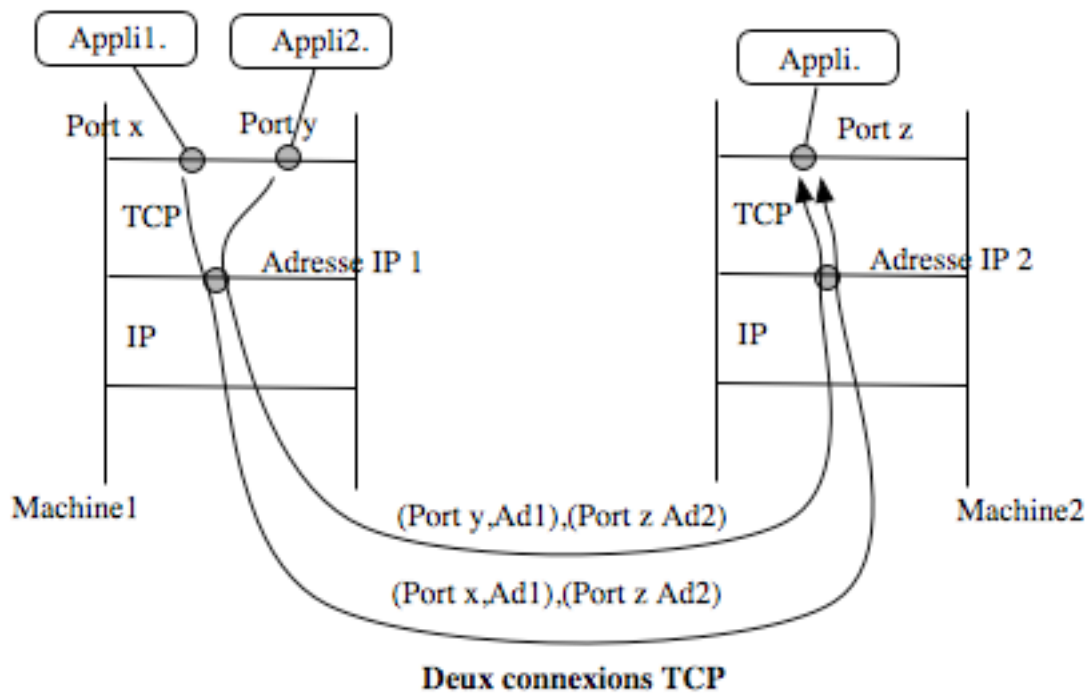 Appli1.
Appli2.
Appli.
Port x
Port y
Port z
TCP
TCP
Adresse IP 1
Adresse IP 2
IP
IP
Machine1
Machine2
(Port y,Ad1),(Port z Ad2)
(Port x,Ad1),(Port z Ad2)
Deux connexions TCP